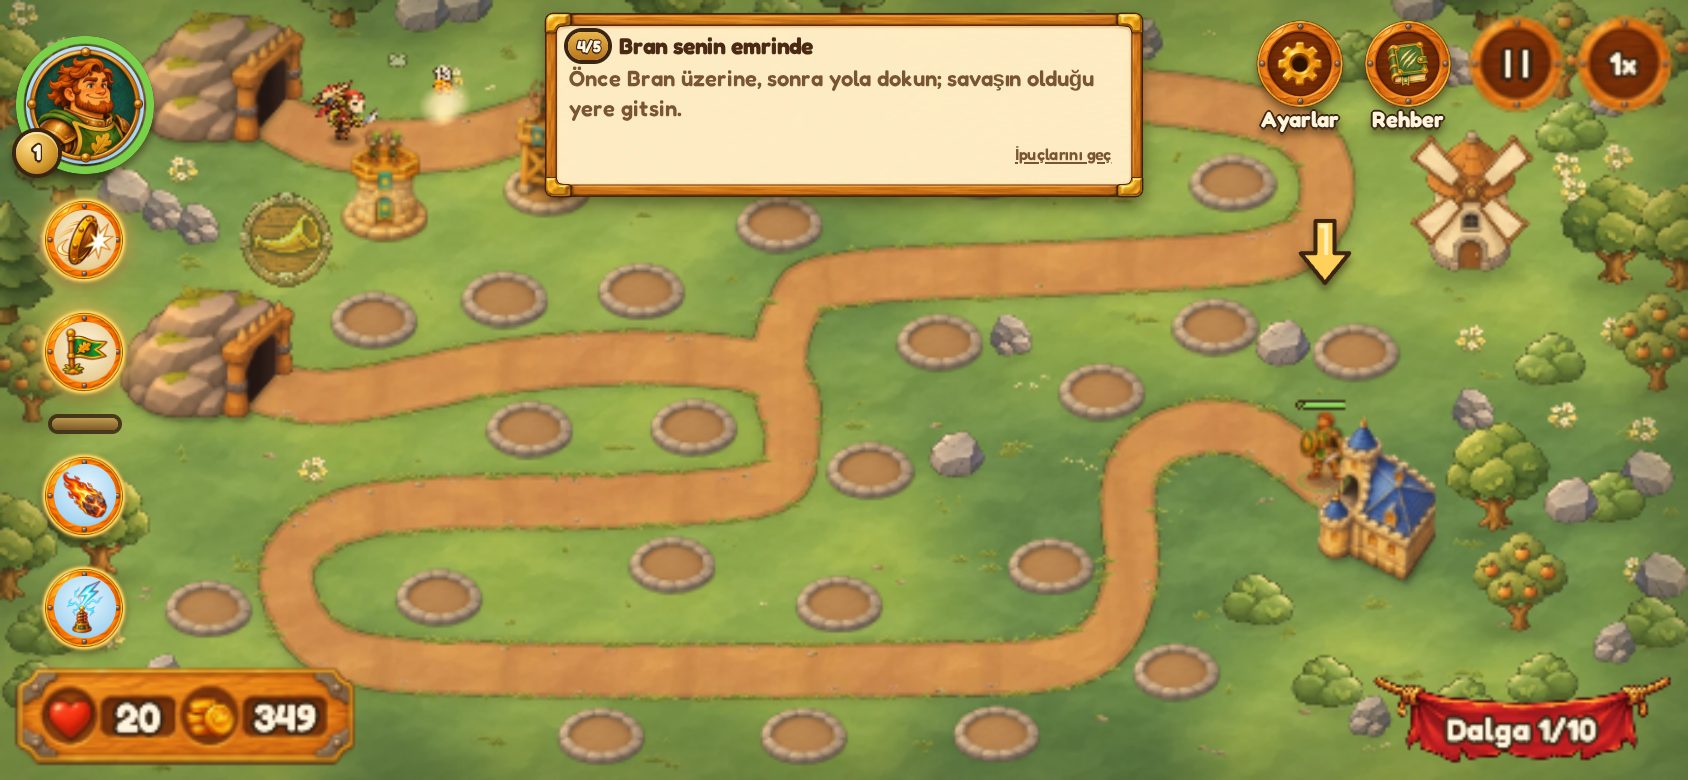 4/5 Bran senin emrinde
Önce Bran üzerine, sonra yola dokun; savaşın olduğu
yere gitsin.
İpuçlarını geç
Ayarlar
Rehber
1x
1
13
20
349
Dalga 1/10